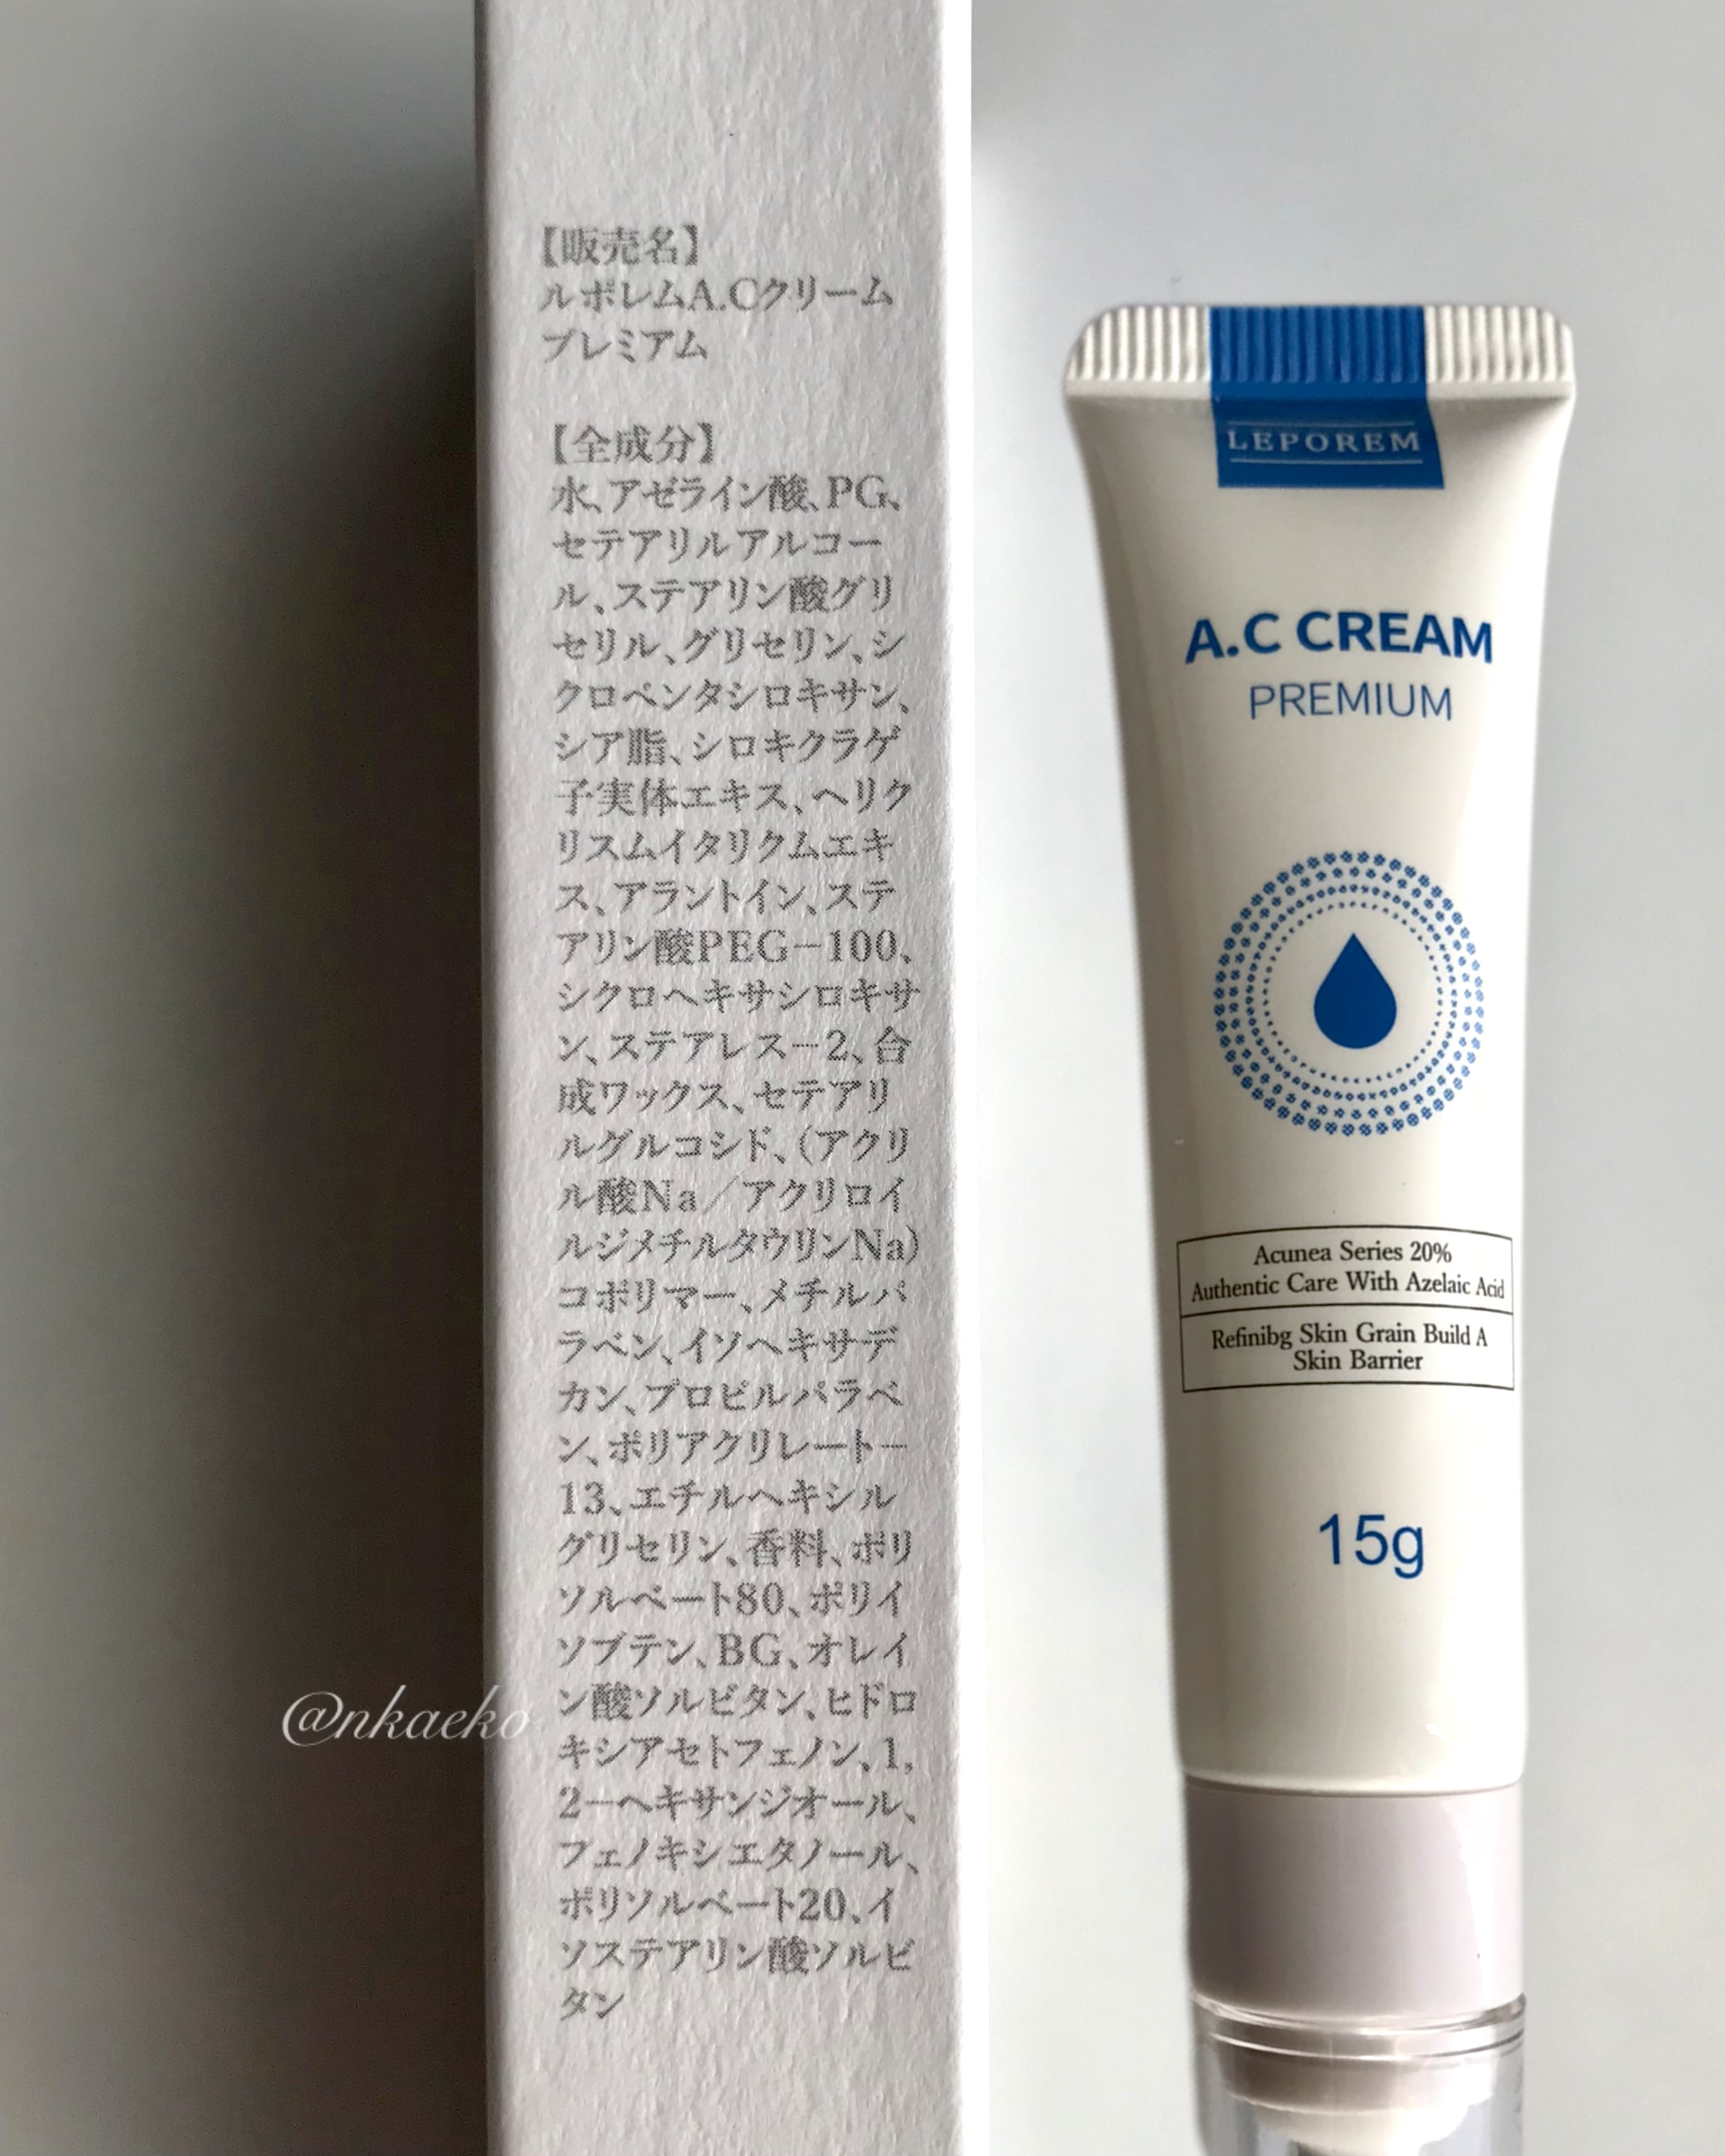 【販売名】
ルポレムA.Cクリーム
プレミアム
【全成分】
水、アゼライン酸、PG、
セテアリルアルコー
ル、ステアリン酸グリ
セリル、グリセリン、シ
クロペンタシロキサン、
シア脂、シロキクラゲ
子実体エキス、ヘリク
リスムイタリクムエキ
ス、アラントイン、ステ
アリン酸PEG−100、
シクロヘキサシロキサ
ン、ステアレス−2、合
成ワックス、セテアリ
ルグルコシド、（アクリ
ル酸Na／アクリロイ
ルジメチルタウリンNa）
コポリマー、メチルパ
ラベン、イソヘキサデ
カン、プロピルパラベ
ン、ポリアクリレート−
13、エチルヘキシル
グリセリン、香料、ポリ
ソルベート80、ポリイ
ソブテン、BG、オレイ
ン酸ソルビタン、ヒドロ
キシアセトフェノン、1,
2−ヘキサンジオール、
フェノキシエタノール、
ポリソルベート20、イ
ソステアリン酸ソルビ
タン
@nkaeko
LEPOREM
A.C CREAM
PREMIUM
Acunea Series 20%
Authentic Care With Azelaic Acid
Refinibg Skin Grain Build A
Skin Barrier
15g